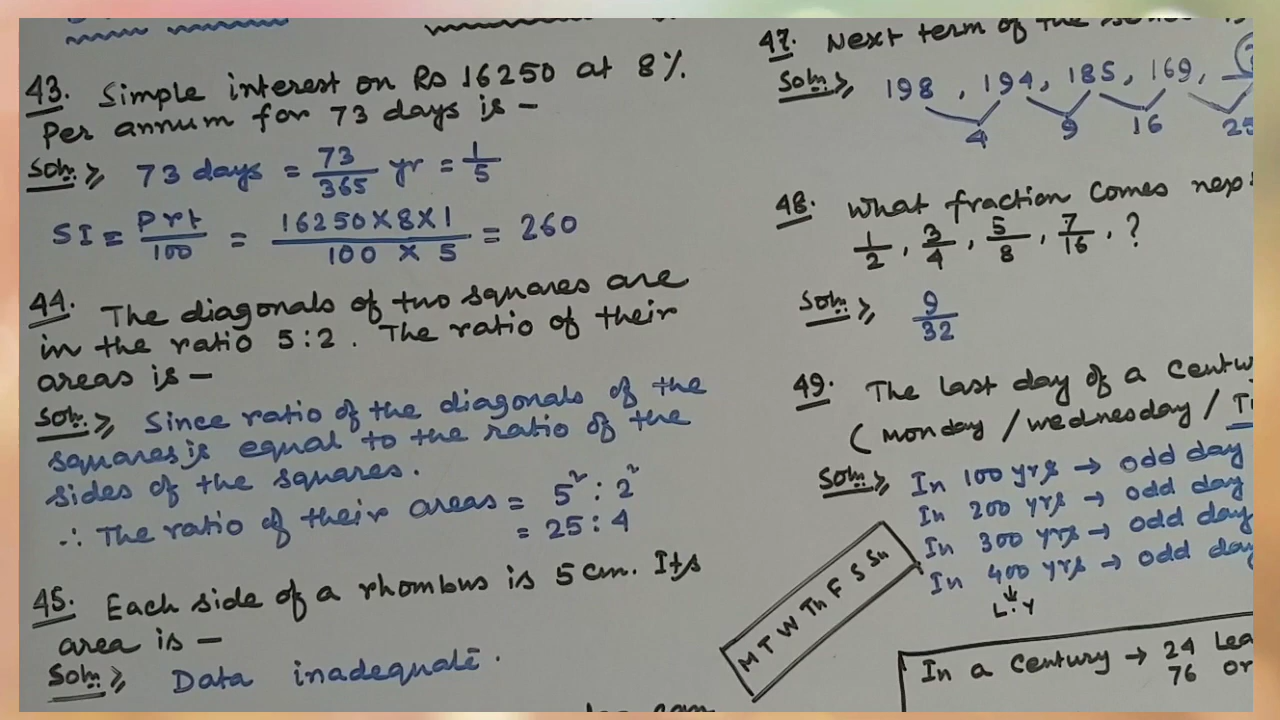 43. Simple interest on Rs 16250 at 8%.
Per annum for 73 days is -
Soln. ⇒ 73 days = 73/365 yr = 1/5
SI = Prt/100 = 16250 X 8 X 1 / 100 X 5 = 260
44. The diagonals of two squares are
in the ratio 5:2. The ratio of their
areas is -
Soln. ⇒ Since ratio of the diagonals of the
squares is equal to the ratio of the
sides of the squares.
∴ The ratio of their areas = 5² : 2²
= 25 : 4
45. Each side of a rhombus is 5 cm. Its
area is -
Soln. ⇒ Data inadequate.
47. Next term of the series
Soln. ⇒ 198, 194, 185, 169,
4 9 16 25
48. What fraction comes
1/2, 3/4, 5/8, 7/16, ?
Soln. ⇒ 9/32
49. The last day of a
(Monday / Wednesday /
Soln. ⇒ In 100 yrs → odd day
In 200 yrs → odd day
In 300 yrs → odd day
In 400 yrs → odd day
L.Y
M T W Th F S Sn
In a Century → 24
76